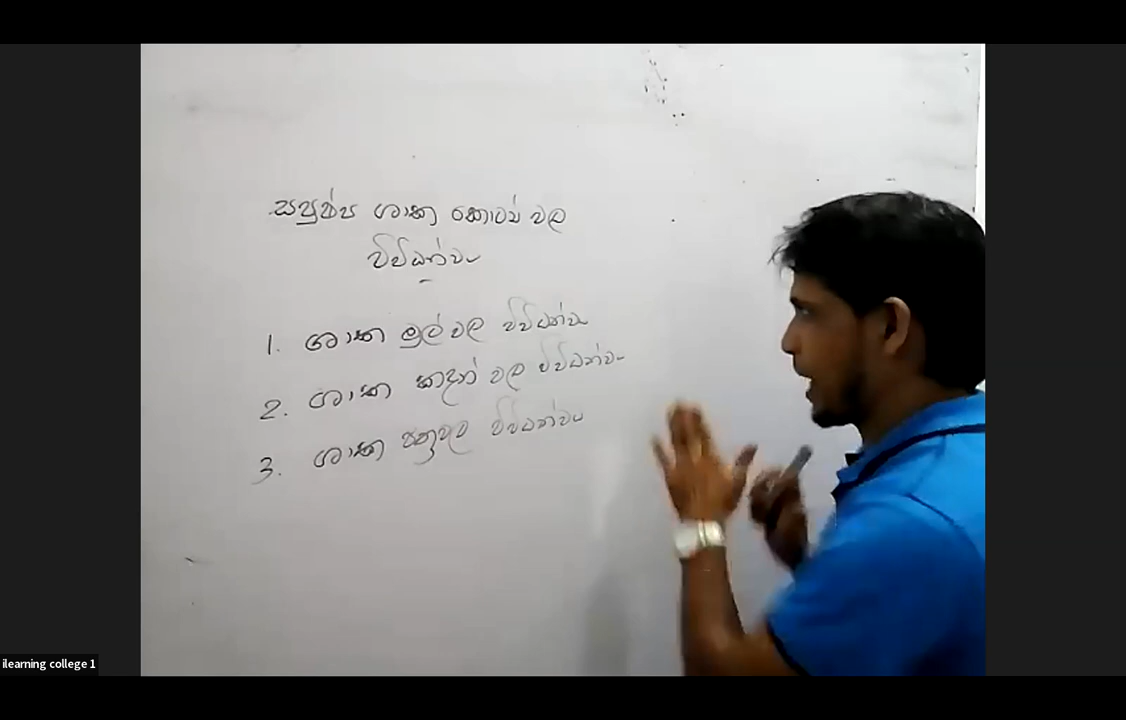 සපුෂ්ප ශාක කොටස් වල
විවිධත්වය
1. ශාක මුල් වල විවිධත්වය
2. ශාක කඳන් වල විවිධත්වය
3. ශාක පත්‍රවල විවිධත්වය
ilearning college 1